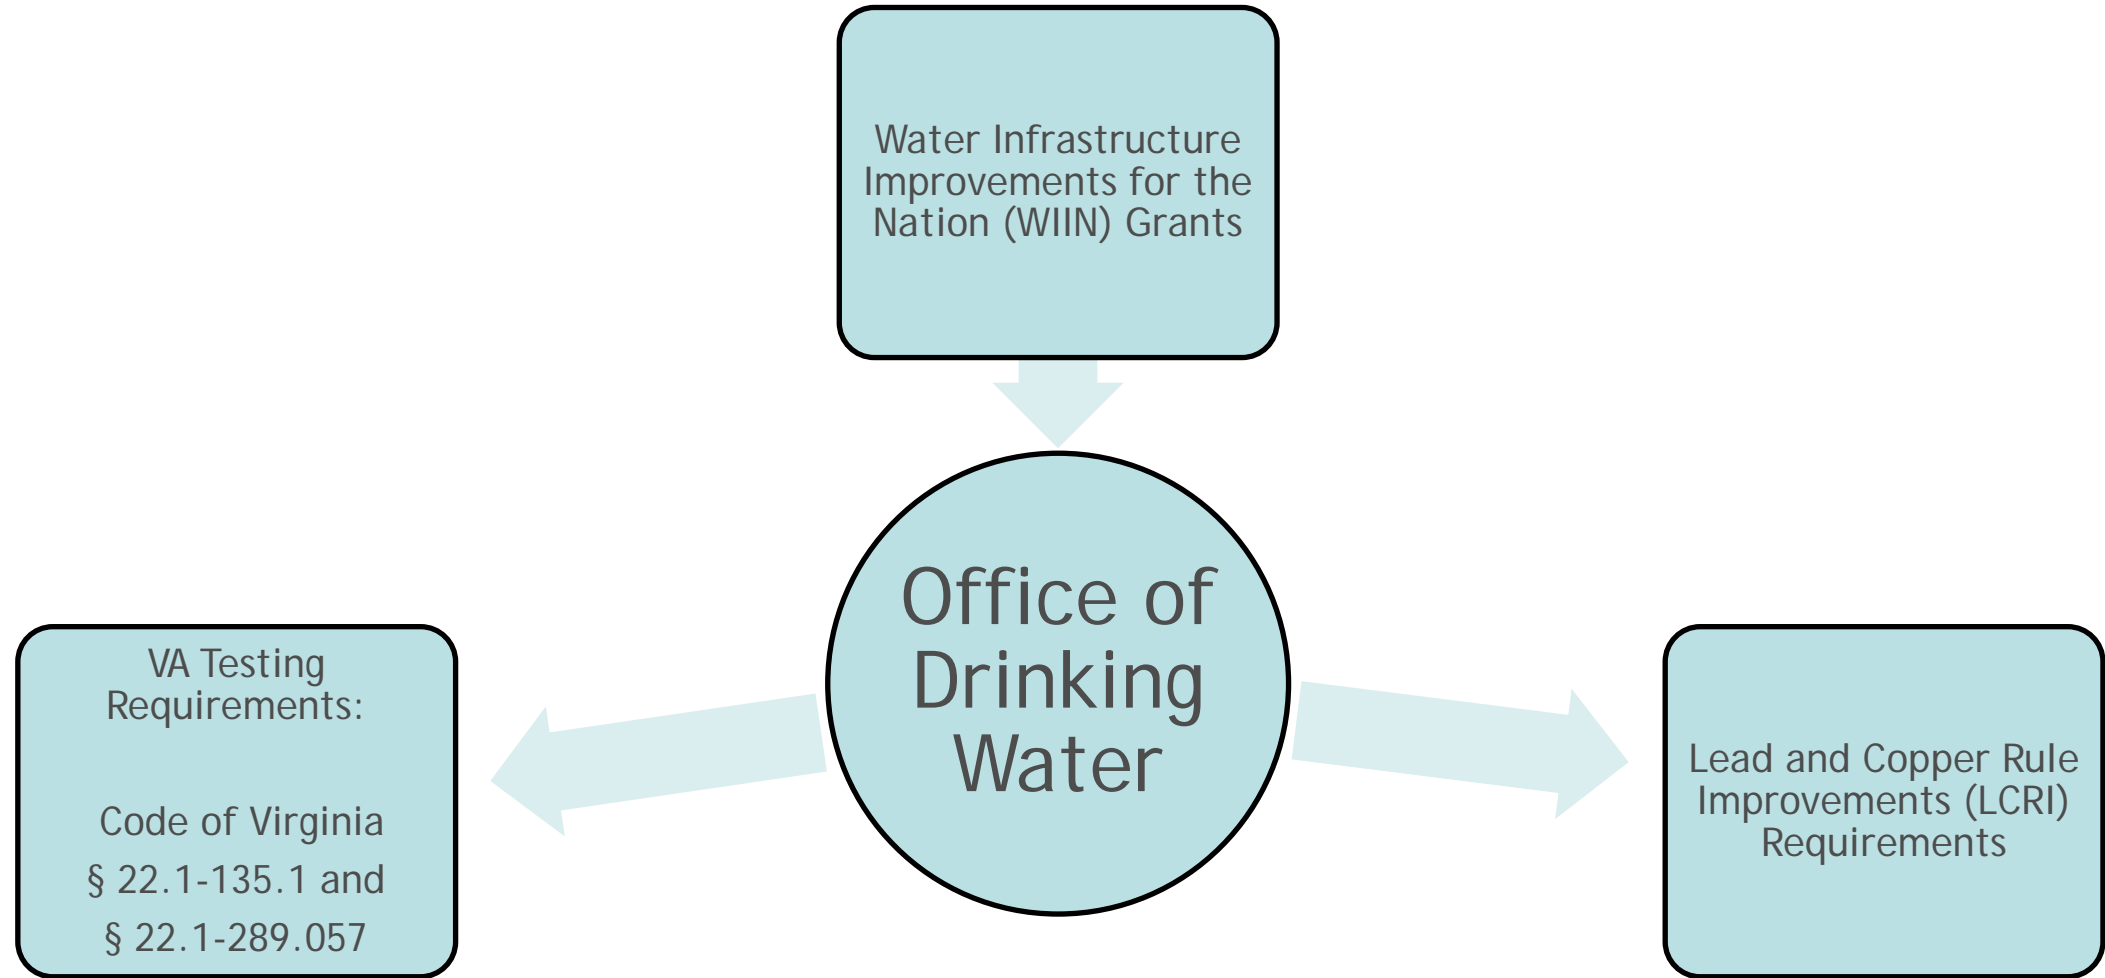 Water Infrastructure
Improvements for the
Nation (WIIN) Grants
Office of
Drinking
Water
VA Testing
Requirements:
Code of Virginia
§ 22.1-135.1 and
§ 22.1-289.057
Lead and Copper Rule
Improvements (LCRI)
Requirements